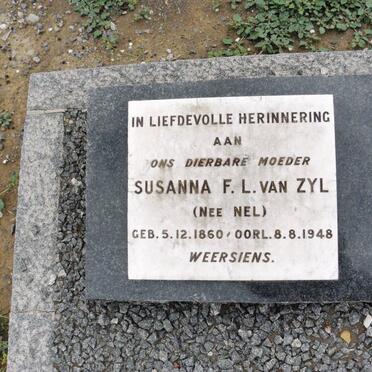 IN LIEFDEVOLLE HERINNERING
AAN
ONS DIERBARE MOEDER
SUSANNA F. L. VAN ZYL
(NEE NEL)
GEB. 5.12.1860, OORL. 8.8.1948
WEERSIENS.